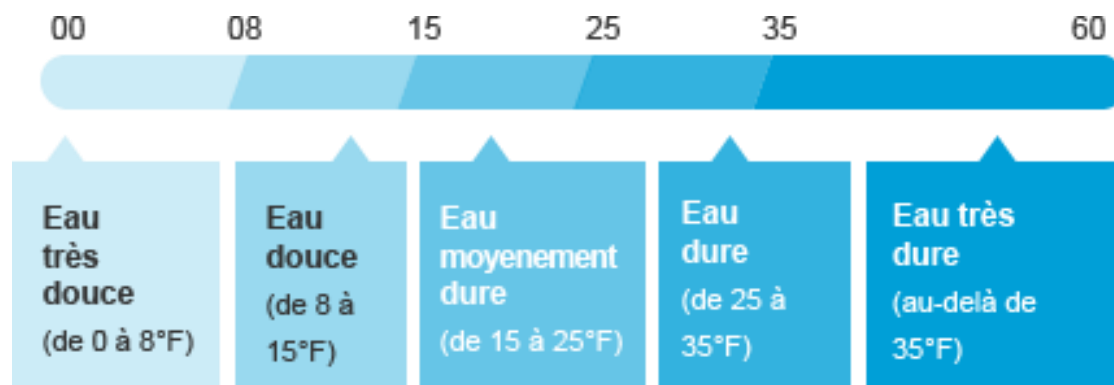 00 08 15 25 35 60
Eau
très
douce
(de 0 à 8°F)
Eau
douce
(de 8 à
15°F)
Eau
moyenement
dure
(de 15 à 25°F)
Eau
dure
(de 25 à
35°F)
Eau très
dure
(au-delà de
35°F)